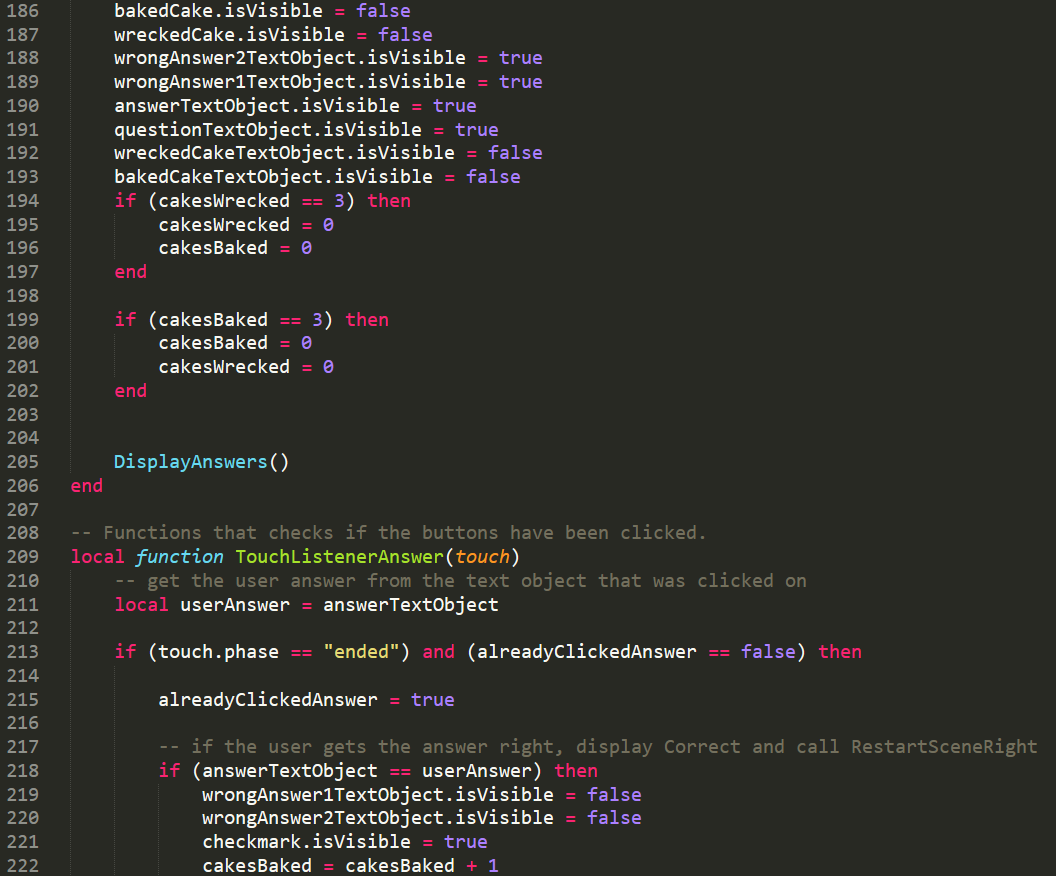 186 bakedCake.isVisible = false
187 wreckedCake.isVisible = false
188 wrongAnswer2TextObject.isVisible = true
189 wrongAnswer1TextObject.isVisible = true
190 answerTextObject.isVisible = true
191 questionTextObject.isVisible = true
192 wreckedCakeTextObject.isVisible = false
193 bakedCakeTextObject.isVisible = false
194 if (cakesWrecked == 3) then
195 cakesWrecked = 0
196 cakesBaked = 0
197 end
198
199 if (cakesBaked == 3) then
200 cakesBaked = 0
201 cakesWrecked = 0
202 end
203
204
205 DisplayAnswers()
206 end
207
208 -- Functions that checks if the buttons have been clicked.
209 local function TouchListenerAnswer(touch)
210 -- get the user answer from the text object that was clicked on
211 local userAnswer = answerTextObject
212
213 if (touch.phase == "ended") and (alreadyClickedAnswer == false) then
214
215 alreadyClickedAnswer = true
216
217 -- if the user gets the answer right, display Correct and call RestartSceneRight
218 if (answerTextObject == userAnswer) then
219 wrongAnswer1TextObject.isVisible = false
220 wrongAnswer2TextObject.isVisible = false
221 checkmark.isVisible = true
222 cakesBaked = cakesBaked + 1